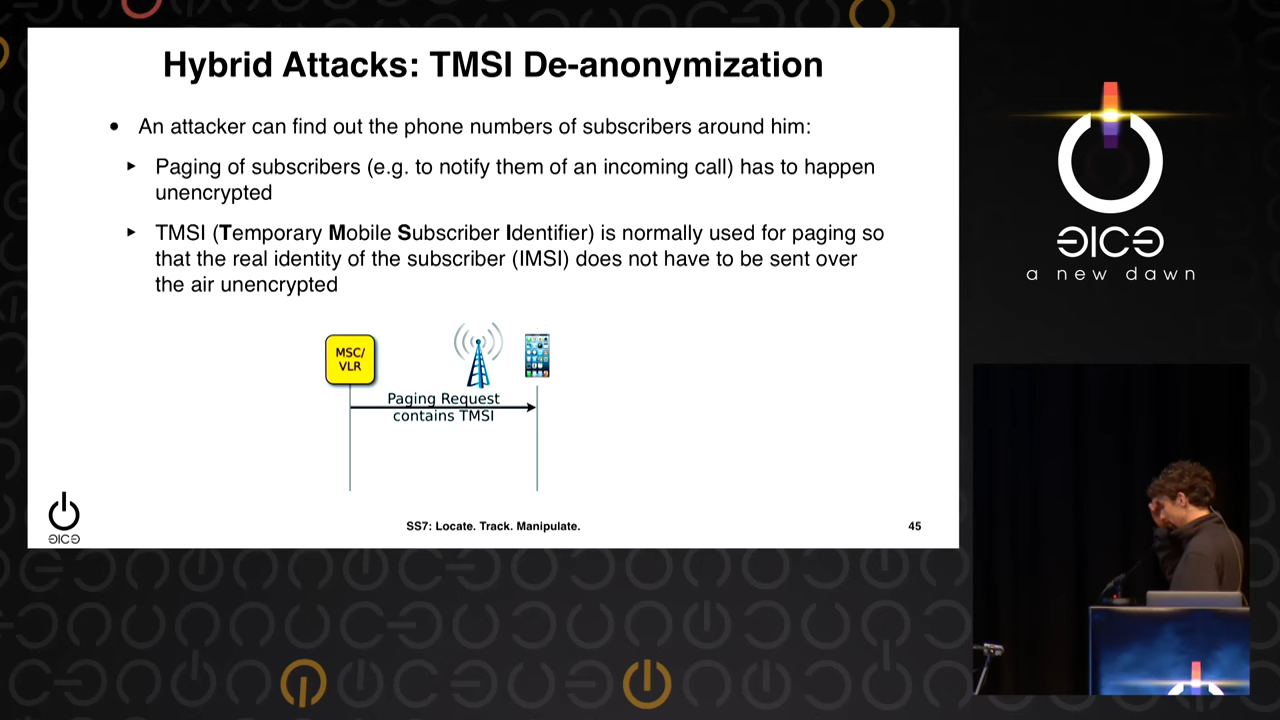 Hybrid Attacks: TMSI De-anonymization
• An attacker can find out the phone numbers of subscribers around him:
▸ Paging of subscribers (e.g. to notify them of an incoming call) has to happen
unencrypted
▸ TMSI (Temporary Mobile Subscriber Identifier) is normally used for paging so
that the real identity of the subscriber (IMSI) does not have to be sent over
the air unencrypted
MSC/
VLR
Paging Request
contains TMSI
SS7: Locate. Track. Manipulate.
45
a new dawn